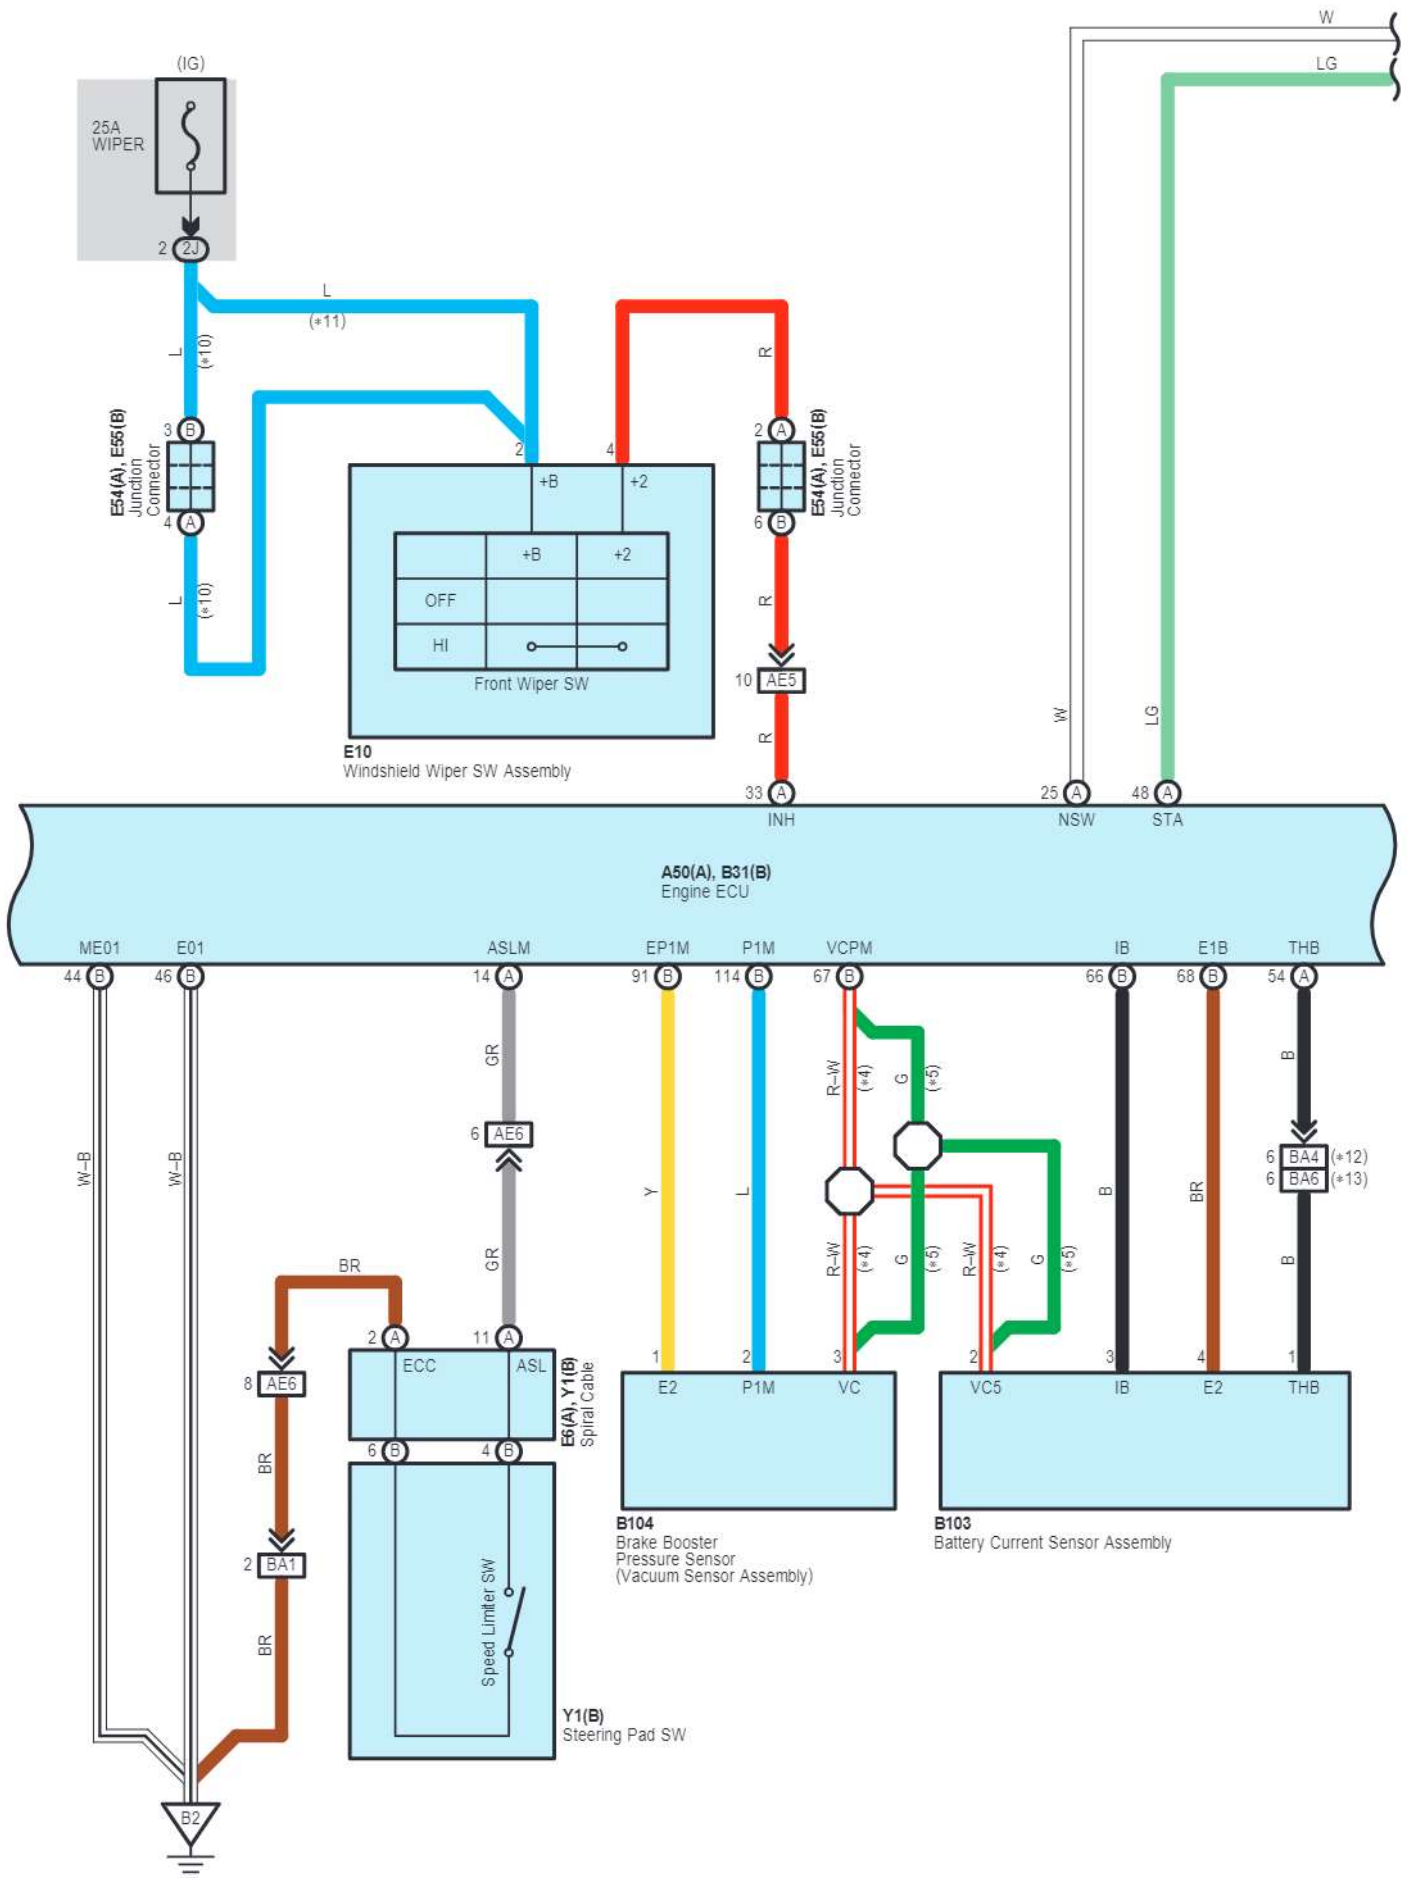 W
LG
(IG)
25A
WIPER
2 2J
L
(*11)
L
(*10)
R
3 B
E54(A), E55(B)
Junction
Connector
4 A
2
4
2 A
E54(A), E55(B)
Junction
Connector
6 B
+B
+2
+B
+2
OFF
HI
Front Wiper SW
L
(*10)
R
10 AE5
R
W
LG
E10
Windshield Wiper SW Assembly
33 A
25 A
48 A
INH
NSW
STA
A50(A), B31(B)
Engine ECU
ME01
E01
ASLM
EP1M
P1M
VCPM
IB
E1B
THB
44 B
46 B
14 A
91 B
114 B
67 B
66 B
68 B
54 A
GR
R–W
(*4)
G
(*5)
B
6 AE6
6 BA4 (*12)
6 BA6 (*13)
W–B
W–B
Y
L
B
BR
GR
R–W
(*4)
G
(*5)
R–W
(*4)
G
(*5)
B
BR
2 A
11 A
1
2
3
2
3
4
1
ECC
ASL
E6(A), Y1(B)
Spiral Cable
E2
P1M
VC
VC5
IB
E2
THB
8 AE6
6 B
4 B
BR
B104
Brake Booster
Pressure Sensor
(Vacuum Sensor Assembly)
B103
Battery Current Sensor Assembly
2 BA1
BR
Speed Limiter SW
Y1(B)
Steering Pad SW
B2